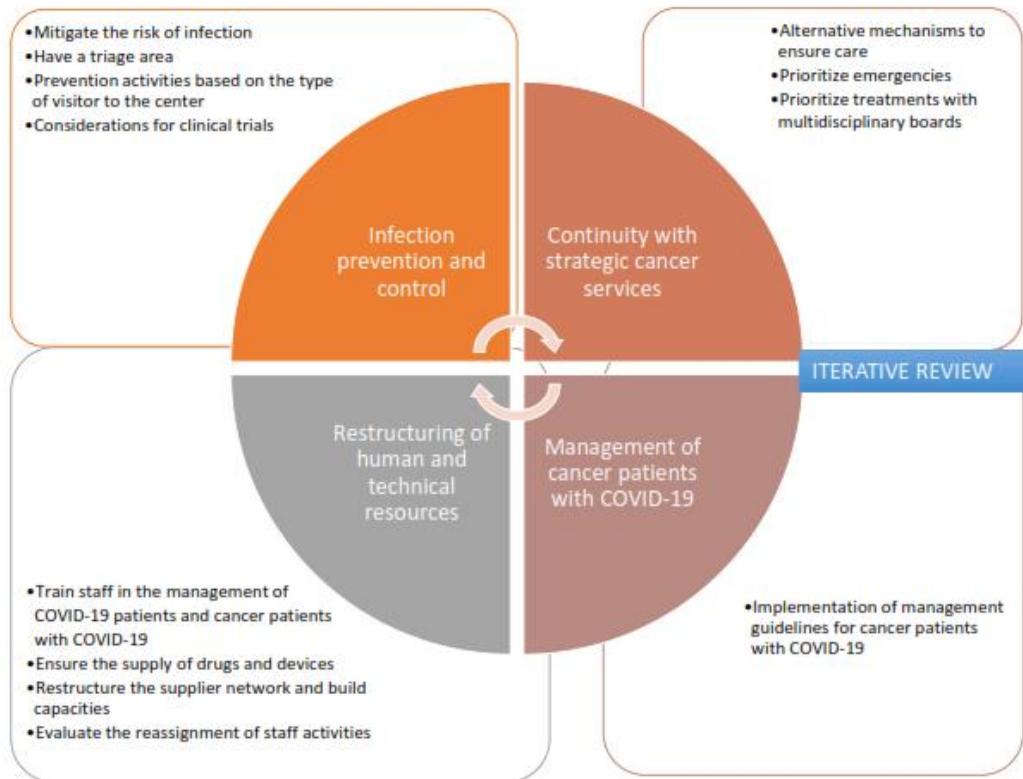 •Mitigate the risk of infection
•Have a triage area
•Prevention activities based on the type
of visitor to the center
•Considerations for clinical trials
•Alternative mechanisms to
ensure care
•Prioritize emergencies
•Prioritize treatments with
multidisciplinary boards
Infection
prevention and
control
Continuity with
strategic cancer
services
ITERATIVE REVIEW
Restructuring of
human and
technical
resources
Management of
cancer patients
with COVID-19
•Train staff in the management of
COVID-19 patients and cancer patients
with COVID-19
•Ensure the supply of drugs and devices
•Restructure the supplier network and build
capacities
•Evaluate the reassignment of staff activities
•Implementation of management
guidelines for cancer patients
with COVID-19